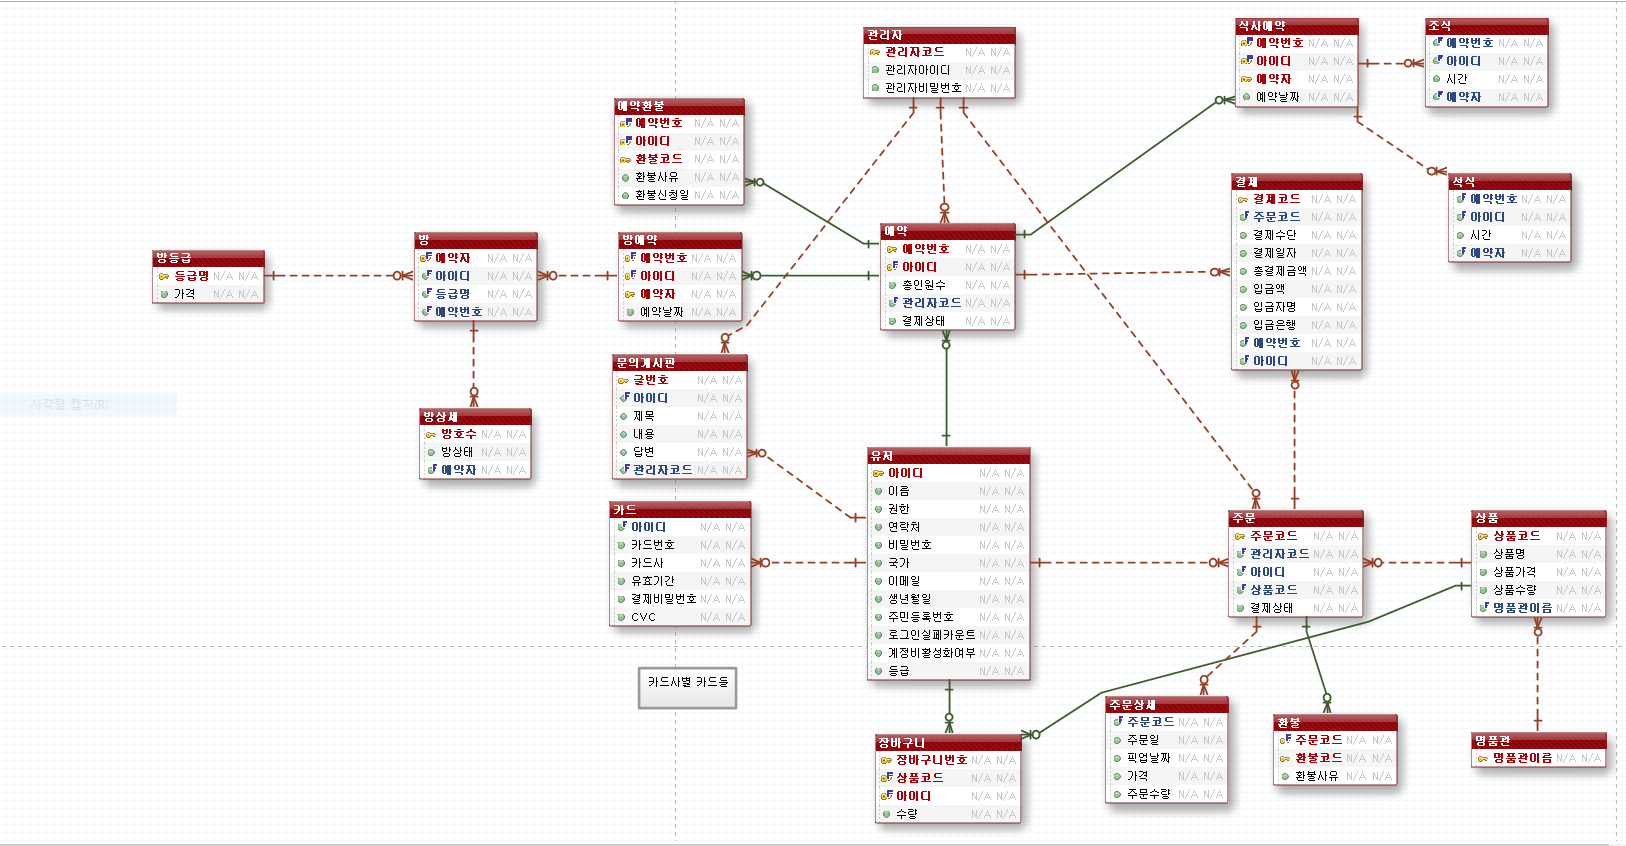 관리자
관리자코드 N/A N/A
관리자아이디 N/A N/A
관리자비밀번호 N/A N/A
식사예약
예약번호 N/A N/A
아이디 N/A N/A
예약자 N/A N/A
예약날짜 N/A N/A
조식
예약번호 N/A N/A
아이디 N/A N/A
시간 N/A N/A
예약자 N/A N/A
예약환불
예약번호 N/A N/A
아이디 N/A N/A
환불코드 N/A N/A
환불사유 N/A N/A
환불신청일 N/A N/A
결제
결제코드 N/A N/A
주문코드 N/A N/A
결제수단 N/A N/A
결제일자 N/A N/A
총결제금액 N/A N/A
입금액 N/A N/A
입금자명 N/A N/A
입금은행 N/A N/A
예약번호 N/A N/A
아이디 N/A N/A
석식
예약번호 N/A N/A
아이디 N/A N/A
시간 N/A N/A
예약자 N/A N/A
방등급
등급명 N/A N/A
가격 N/A N/A
방
예약자 N/A N/A
아이디 N/A N/A
등급명 N/A N/A
예약번호 N/A N/A
방예약
예약번호 N/A N/A
아이디 N/A N/A
예약자 N/A N/A
예약날짜 N/A N/A
예약
예약번호 N/A N/A
아이디 N/A N/A
총인원수 N/A N/A
관리자코드 N/A N/A
결제상태 N/A N/A
사각형 캡처(R)
방상세
방호수 N/A N/A
방상태 N/A N/A
예약자 N/A N/A
문의게시판
글번호 N/A N/A
아이디 N/A N/A
제목 N/A N/A
내용 N/A N/A
답변 N/A N/A
관리자코드 N/A N/A
유저
아이디 N/A N/A
이름 N/A N/A
권한 N/A N/A
연락처 N/A N/A
비밀번호 N/A N/A
국가 N/A N/A
이메일 N/A N/A
생년월일 N/A N/A
주민등록번호 N/A N/A
로그인실패카운트 N/A N/A
계정비활성화여부 N/A N/A
등급 N/A N/A
카드
아이디 N/A N/A
카드번호 N/A N/A
카드사 N/A N/A
유효기간 N/A N/A
결제비밀번호 N/A N/A
CVC N/A N/A
주문
주문코드 N/A N/A
관리자코드 N/A N/A
아이디 N/A N/A
상품코드 N/A N/A
결제상태 N/A N/A
상품
상품코드 N/A N/A
상품명 N/A N/A
상품가격 N/A N/A
상품수량 N/A N/A
명품관이름 N/A N/A
카드사별 카드등
장바구니
장바구니번호 N/A N/A
상품코드 N/A N/A
아이디 N/A N/A
수량 N/A N/A
주문상세
주문코드 N/A N/A
주문일 N/A N/A
픽업날짜 N/A N/A
가격 N/A N/A
주문수량 N/A N/A
환불
주문코드 N/A N/A
환불코드 N/A N/A
환불사유 N/A N/A
명품관
명품관이름 N/A N/A